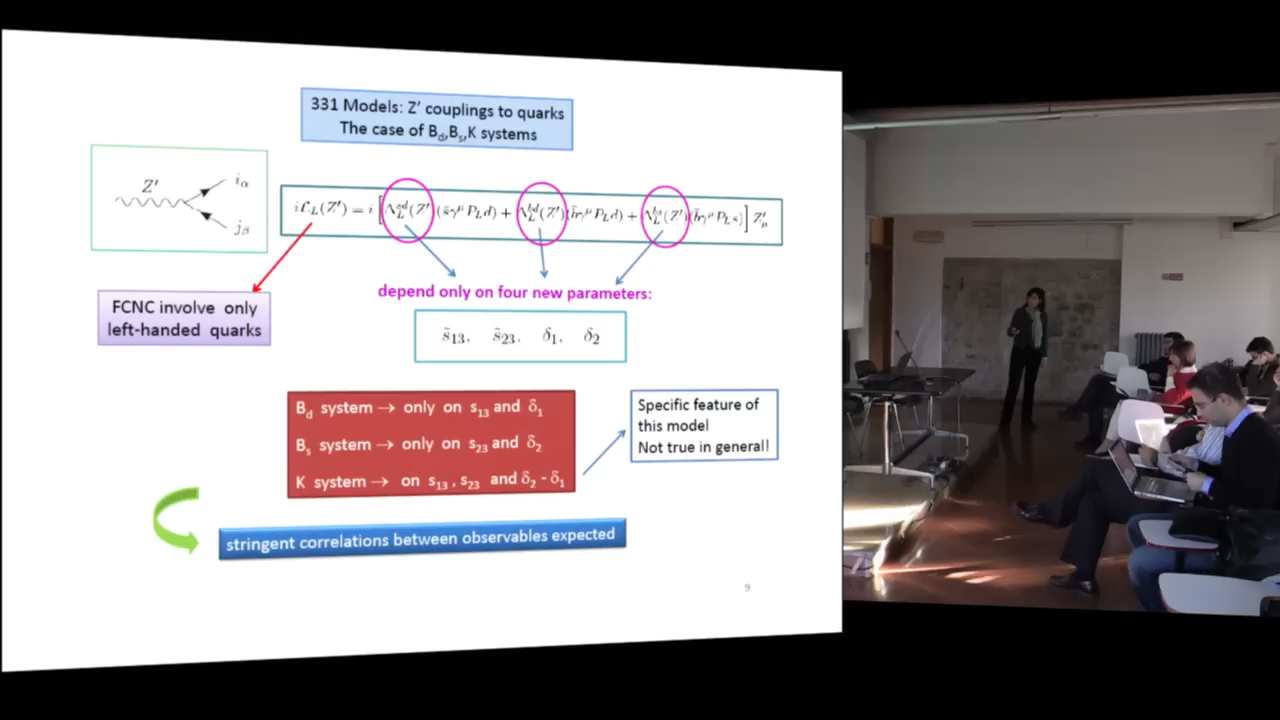 331 Models: Z' couplings to quarks
The case of B_d,B_s,K systems
Z'
i_α
j_β
iℒ_L(Z') = i [Λ_L^{sd}(Z')(s̄γ^μ P_L d) + Λ_L^{bd}(Z')(b̄γ^μ P_L d) + Λ_L^{bs}(Z')(b̄γ^μ P_L s)] Z'_μ
FCNC involve only
left-handed quarks
depend only on four new parameters:
s̃_13, s̃_23, δ_1, δ_2
B_d system → only on s_13 and δ_1
B_s system → only on s_23 and δ_2
K system → on s_13 , s_23 and δ_2 - δ_1
Specific feature of
this model
Not true in general!
stringent correlations between observables expected
9